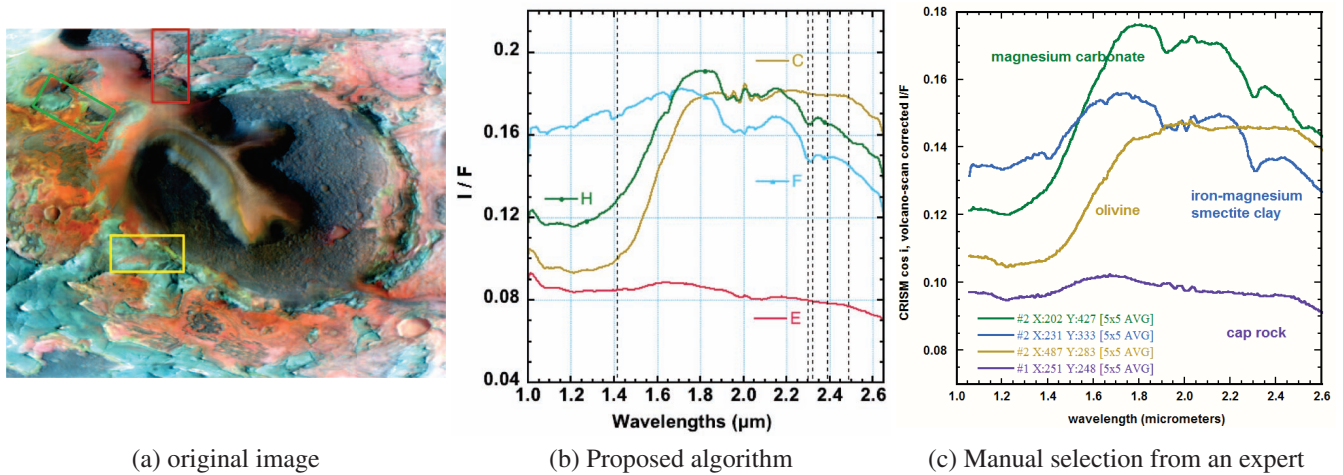 0.2
0.16
0.12
0.08
0.04
I / F
C
H
F
E
1.0 1.2 1.4 1.6 1.8 2.0 2.2 2.4 2.6
Wavelengths (µm)
0.18
0.16
0.14
0.12
0.10
0.08
CRISM cos i, volcano-scan corrected I/F
magnesium carbonate
iron-magnesium
smectite clay
olivine
#2 X:202 Y:427 [5x5 AVG]
#2 X:231 Y:333 [5x5 AVG]
#2 X:487 Y:283 [5x5 AVG]
#1 X:251 Y:248 [5x5 AVG]
cap rock
1.0 1.2 1.4 1.6 1.8 2.0 2.2 2.4 2.6
wavelength (micrometers)
(a) original image
(b) Proposed algorithm
(c) Manual selection from an expert